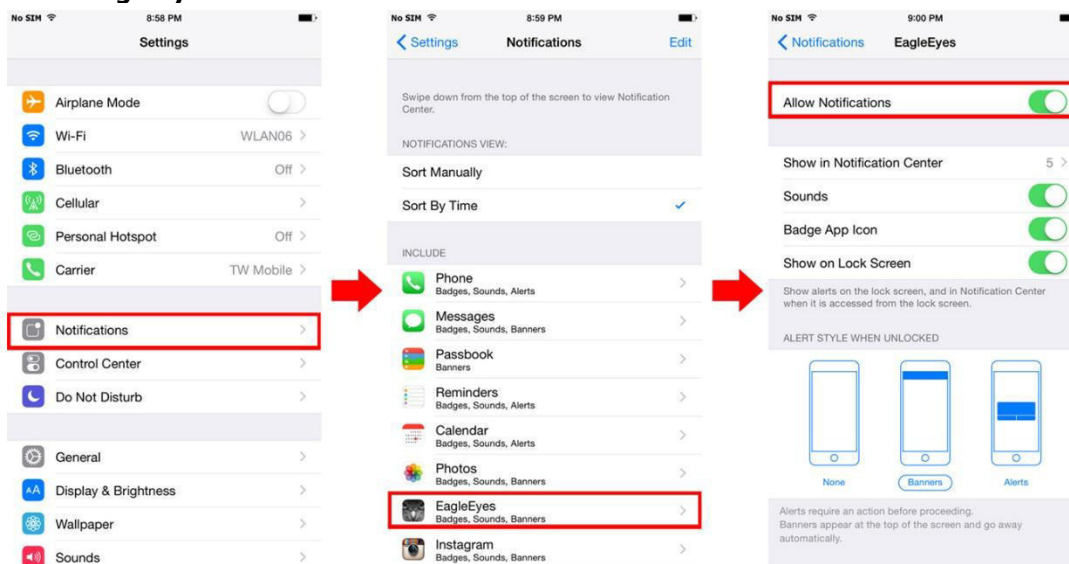 No SIM 8:58 PM
Settings
Airplane Mode
Wi-Fi WLAN06
Bluetooth Off
Cellular
Personal Hotspot Off
Carrier TW Mobile
Notifications
Control Center
Do Not Disturb
General
AA Display & Brightness
Wallpaper
Sounds
No SIM 8:59 PM
Settings Notifications Edit
Swipe down from the top of the screen to view Notification
Center.
NOTIFICATIONS VIEW:
Sort Manually
Sort By Time
INCLUDE
Phone
Badges, Sounds, Alerts
Messages
Badges, Sounds, Banners
Passbook
Banners
Reminders
Badges, Sounds, Alerts
Calendar
Badges, Sounds, Alerts
Photos
Badges, Sounds, Banners
EagleEyes
Badges, Sounds, Banners
Instagram
Badges, Sounds, Banners
No SIM 9:00 PM
Notifications EagleEyes
Allow Notifications
Show in Notification Center 5
Sounds
Badge App Icon
Show on Lock Screen
Show alerts on the lock screen, and in Notification Center
when it is accessed from the lock screen.
ALERT STYLE WHEN UNLOCKED
None Banners Alerts
Alerts require an action before proceeding.
Banners appear at the top of the screen and go away
automatically.